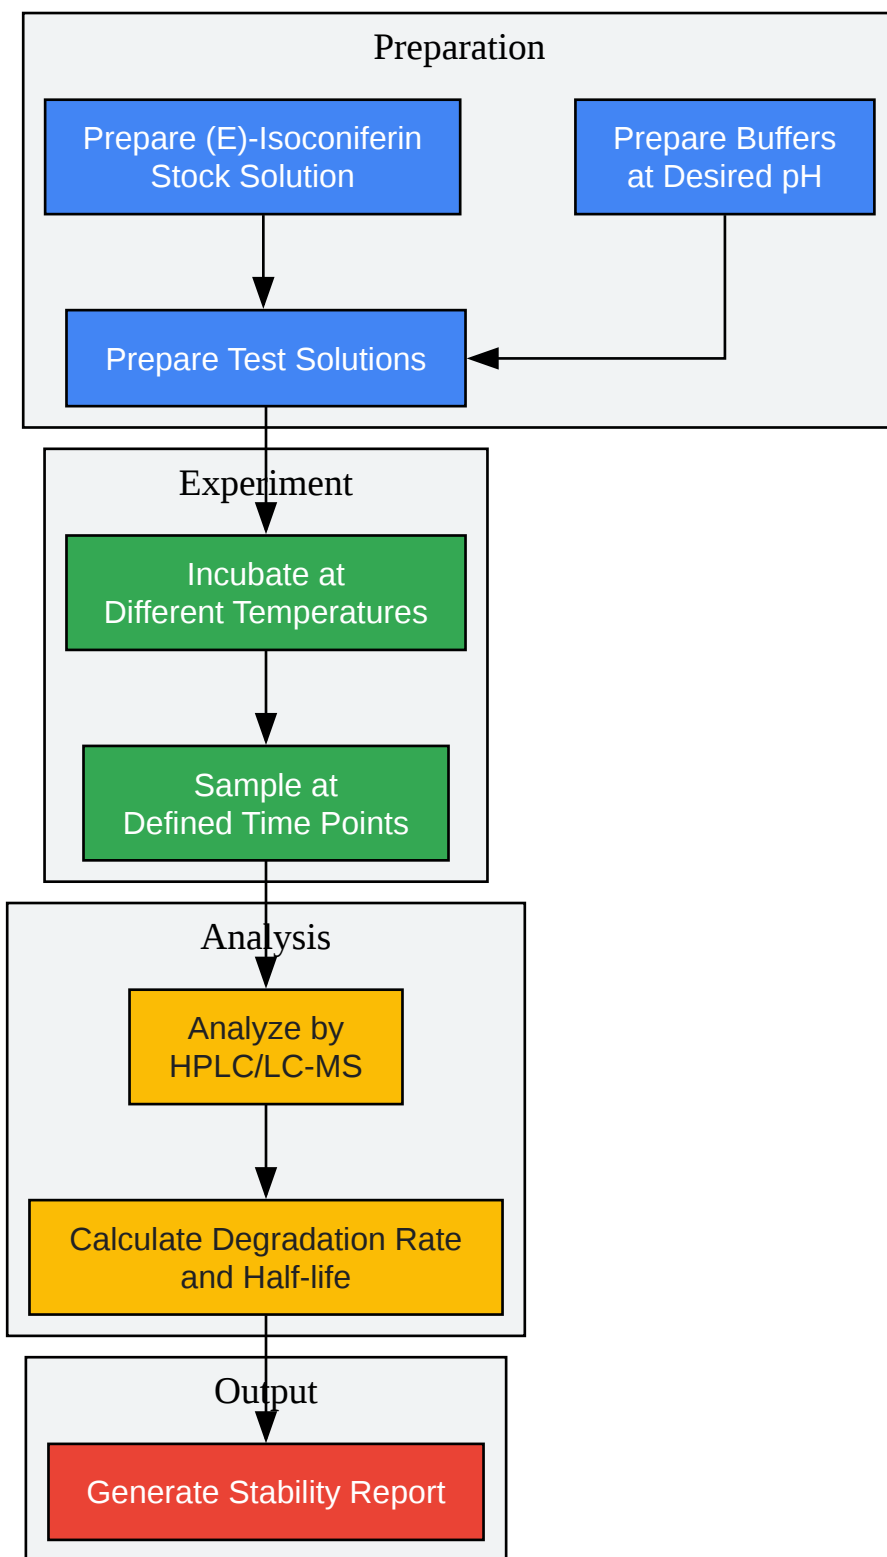 Preparation
Prepare (E)-Isoconiferin
Stock Solution
Prepare Buffers
at Desired pH
Prepare Test Solutions
Experiment
Incubate at
Different Temperatures
Sample at
Defined Time Points
Analysis
Analyze by
HPLC/LC-MS
Calculate Degradation Rate
and Half-life
Output
Generate Stability Report